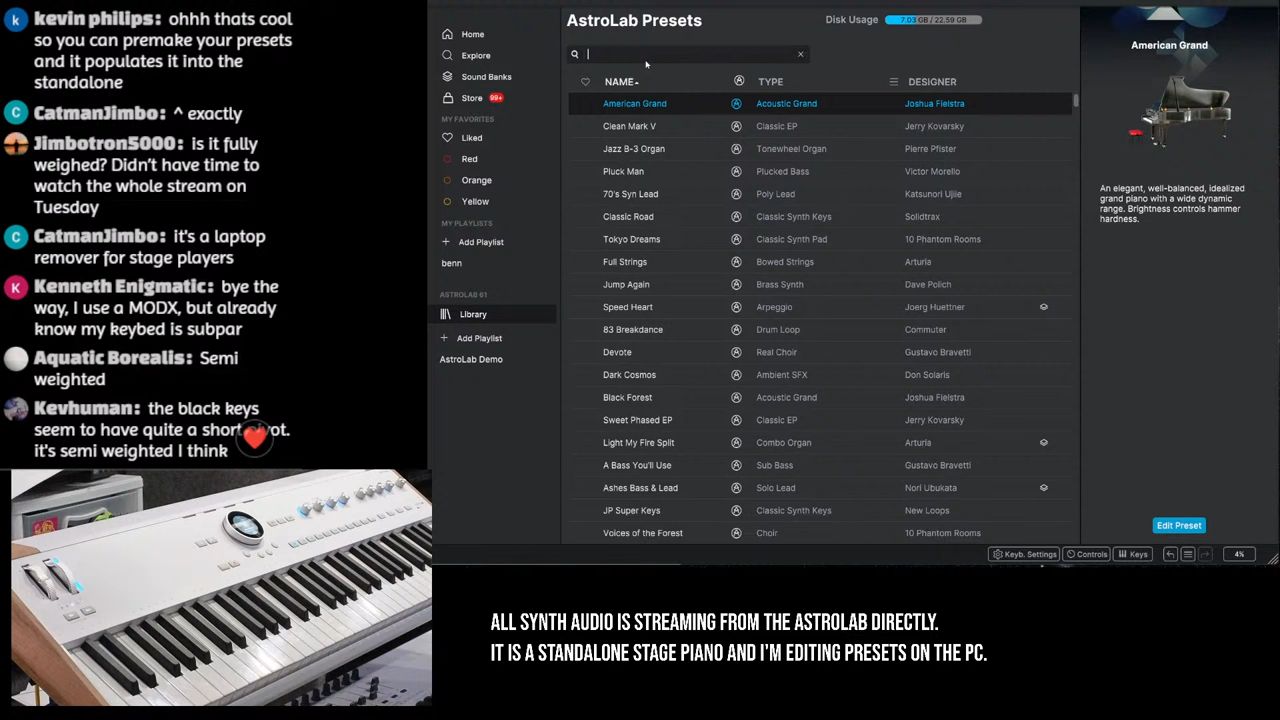 kevin philips: ohhh thats cool
so you can premake your presets
and it populates it into the
standalone
CatmanJimbo: ^ exactly
Jimbotron5000: is it fully
weighed? Didn't have time to
watch the whole stream on
Tuesday
CatmanJimbo: it's a laptop
remover for stage players
Kenneth Enigmatic: bye the
way, I use a MODX, but already
know my keybed is subpar
Aquatic Borealis: Semi
weighted
Kevhuman: the black keys
seem to have quite a short pivot.
it's semi weighted I think
Home
Explore
Sound Banks
Store 99+
MY FAVORITES
Liked
Red
Orange
Yellow
MY PLAYLISTS
+ Add Playlist
benn
ASTROLAB 61
Library
+ Add Playlist
AstroLab Demo
AstroLab Presets
Disk Usage 7.03 GB / 22.59 GB
NAME TYPE DESIGNER
American Grand Acoustic Grand Joshua Fielstra
Clean Mark V Classic EP Jerry Kovarsky
Jazz B-3 Organ Tonewheel Organ Pierre Pfister
Pluck Man Plucked Bass Victor Morello
70's Syn Lead Poly Lead Katsunori Ujiie
Classic Road Classic Synth Keys Solidtrax
Tokyo Dreams Classic Synth Pad 10 Phantom Rooms
Full Strings Bowed Strings Arturia
Jump Again Brass Synth Dave Polich
Speed Heart Arpeggio Joerg Huettner
83 Breakdance Drum Loop Commuter
Devote Real Choir Gustavo Bravetti
Dark Cosmos Ambient SFX Don Solaris
Black Forest Acoustic Grand Joshua Fielstra
Sweet Phased EP Classic EP Jerry Kovarsky
Light My Fire Split Combo Organ Arturia
A Bass You'll Use Sub Bass Gustavo Bravetti
Ashes Bass & Lead Solo Lead Nori Ubukata
JP Super Keys Classic Synth Keys New Loops
Voices of the Forest Choir 10 Phantom Rooms
American Grand
An elegant, well-balanced, idealized
grand piano with a wide dynamic
range. Brightness controls hammer
hardness.
Edit Preset
Keyb. Settings Controls Keys 4%
ALL SYNTH AUDIO IS STREAMING FROM THE ASTROLAB DIRECTLY.
IT IS A STANDALONE STAGE PIANO AND I'M EDITING PRESETS ON THE PC.